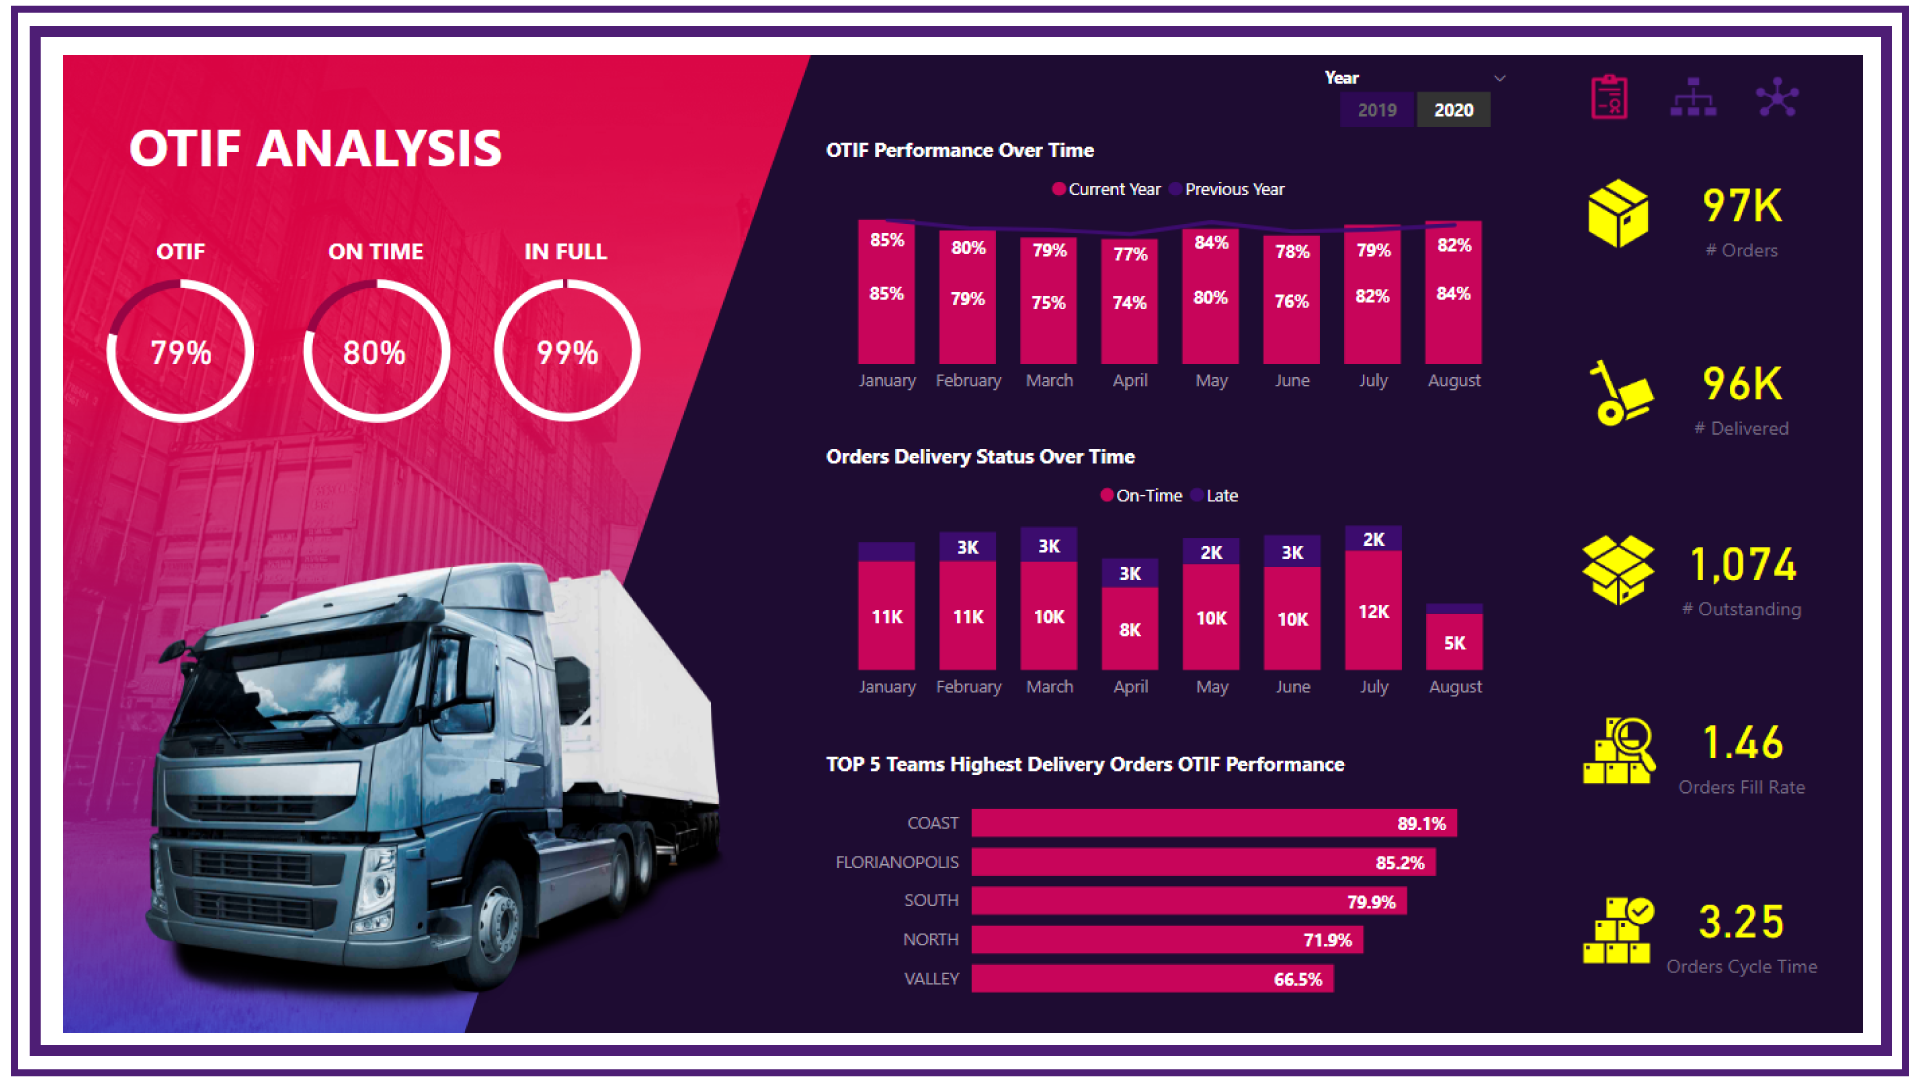 OTIF ANALYSIS
OTIF
ON TIME
IN FULL
79%
80%
99%
Year
2019
2020
OTIF Performance Over Time
Current Year
Previous Year
85%
80%
79%
77%
84%
78%
79%
82%
85%
79%
75%
74%
80%
76%
82%
84%
January
February
March
April
May
June
July
August
Orders Delivery Status Over Time
On-Time
Late
3K
3K
3K
2K
3K
2K
11K
11K
10K
8K
10K
10K
12K
5K
January
February
March
April
May
June
July
August
TOP 5 Teams Highest Delivery Orders OTIF Performance
COAST 89.1%
FLORIANOPOLIS 85.2%
SOUTH 79.9%
NORTH 71.9%
VALLEY 66.5%
97K
# Orders
96K
# Delivered
1,074
# Outstanding
1.46
Orders Fill Rate
3.25
Orders Cycle Time